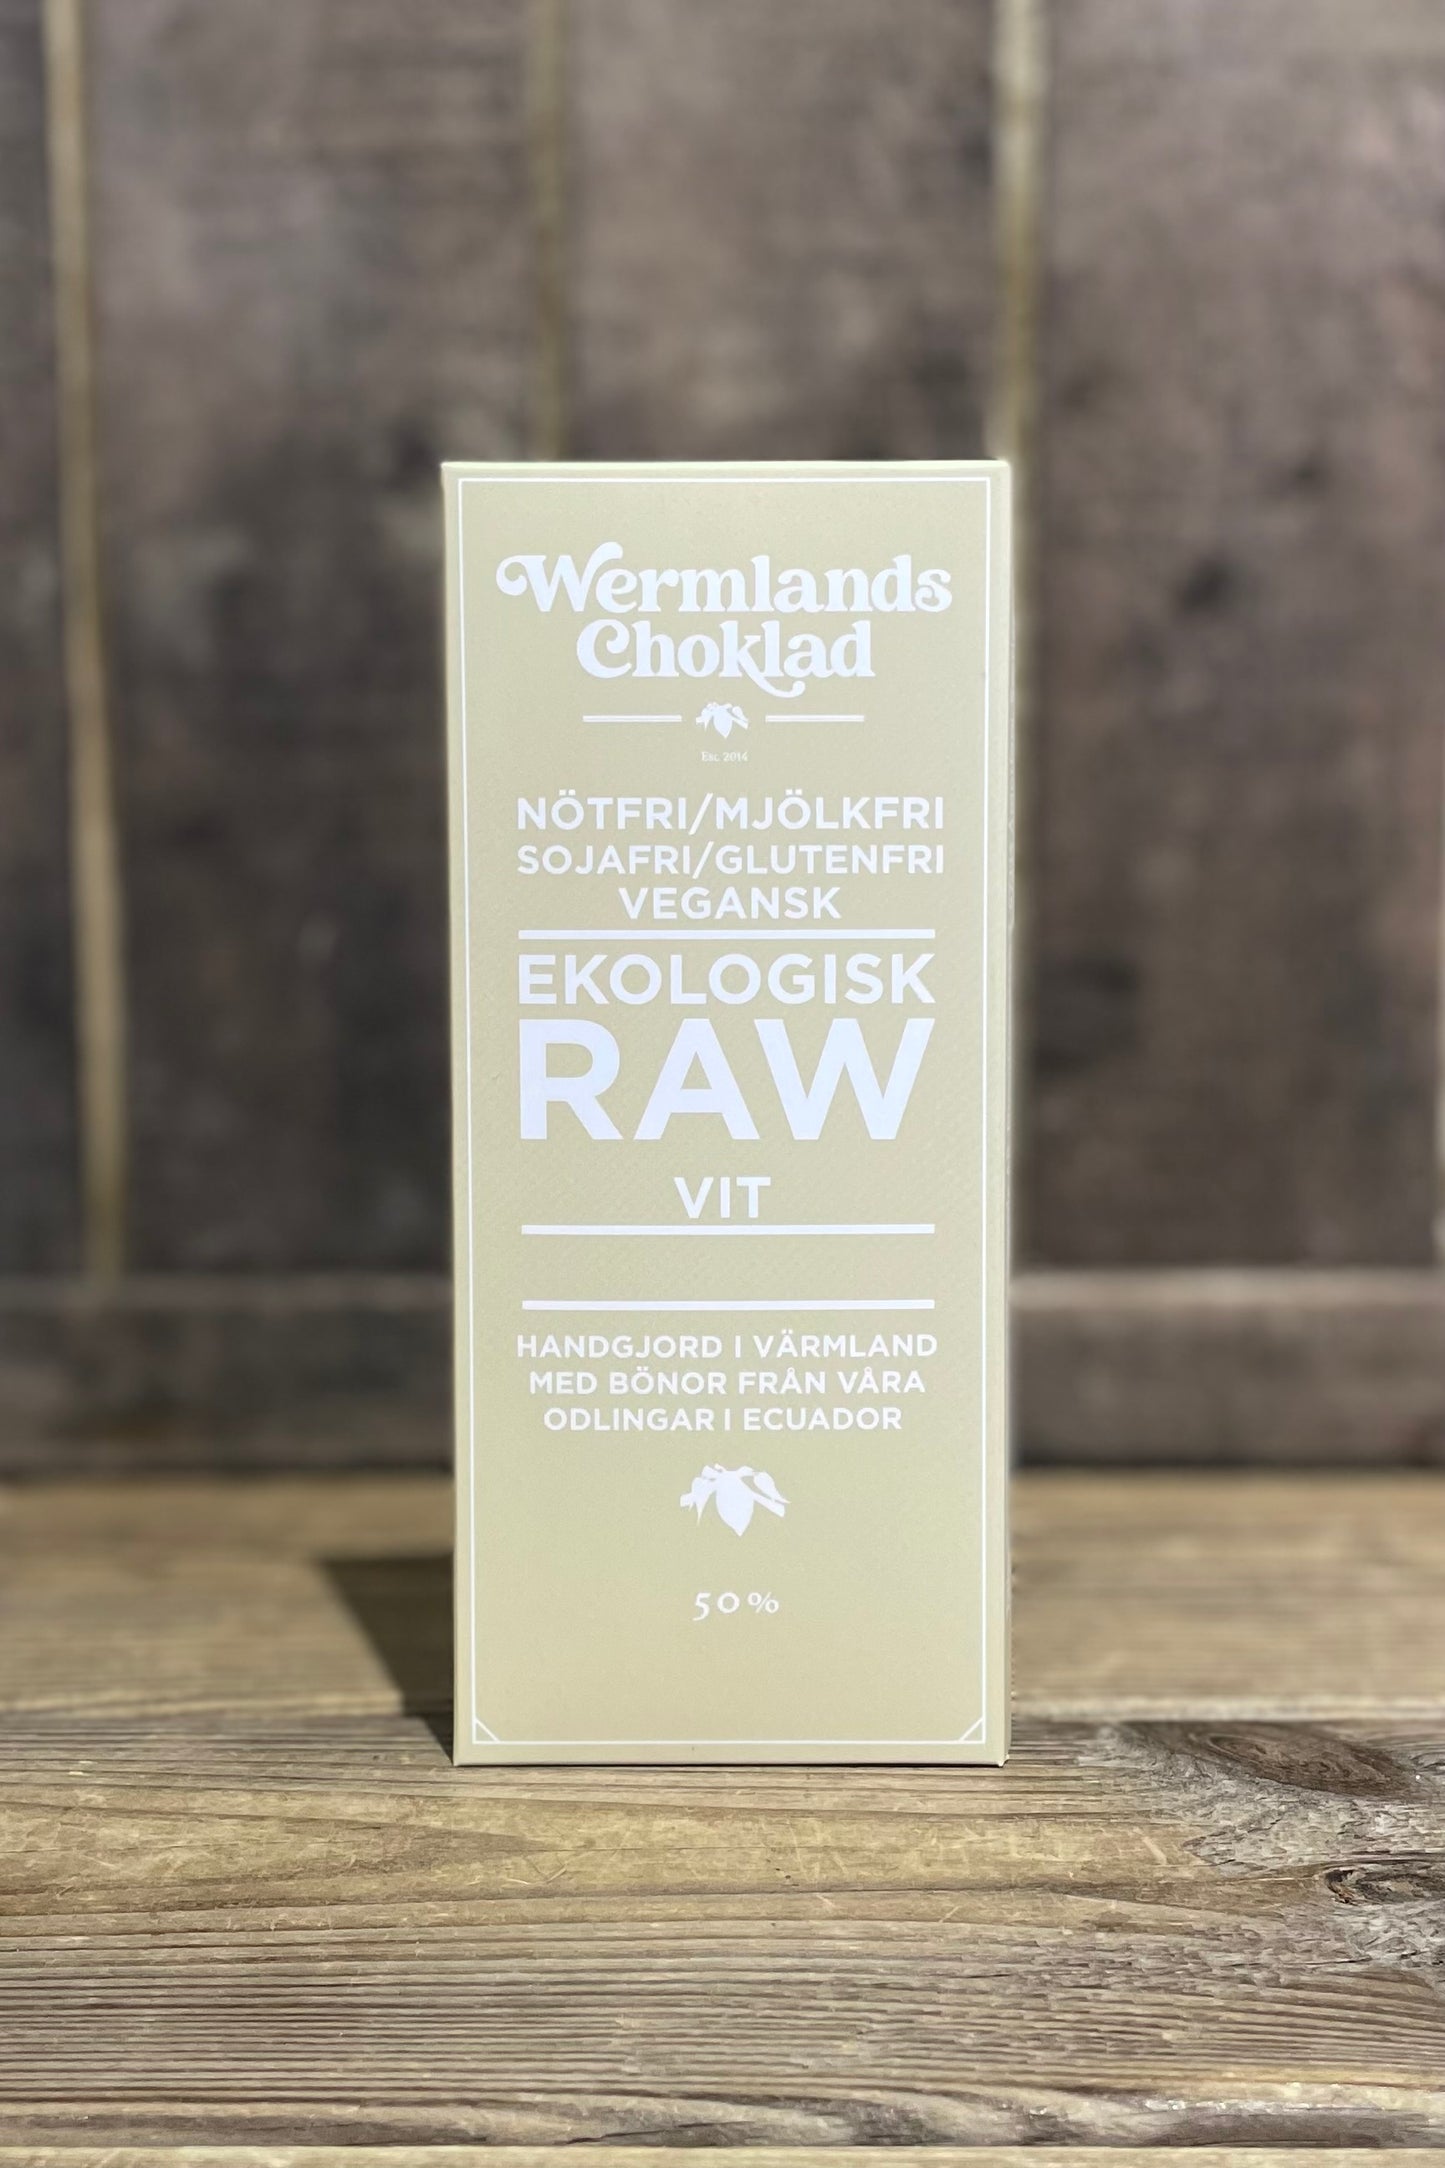 Wermlands
Choklad
Est. 2014
NÖTFRI/MJÖLKFRI
SOJAFRI/GLUTENFRI
VEGANSK
EKOLOGISK
RAW
VIT
HANDGJORD I VÄRMLAND
MED BÖNOR FRÅN VÅRA
ODLINGAR I ECUADOR
50%